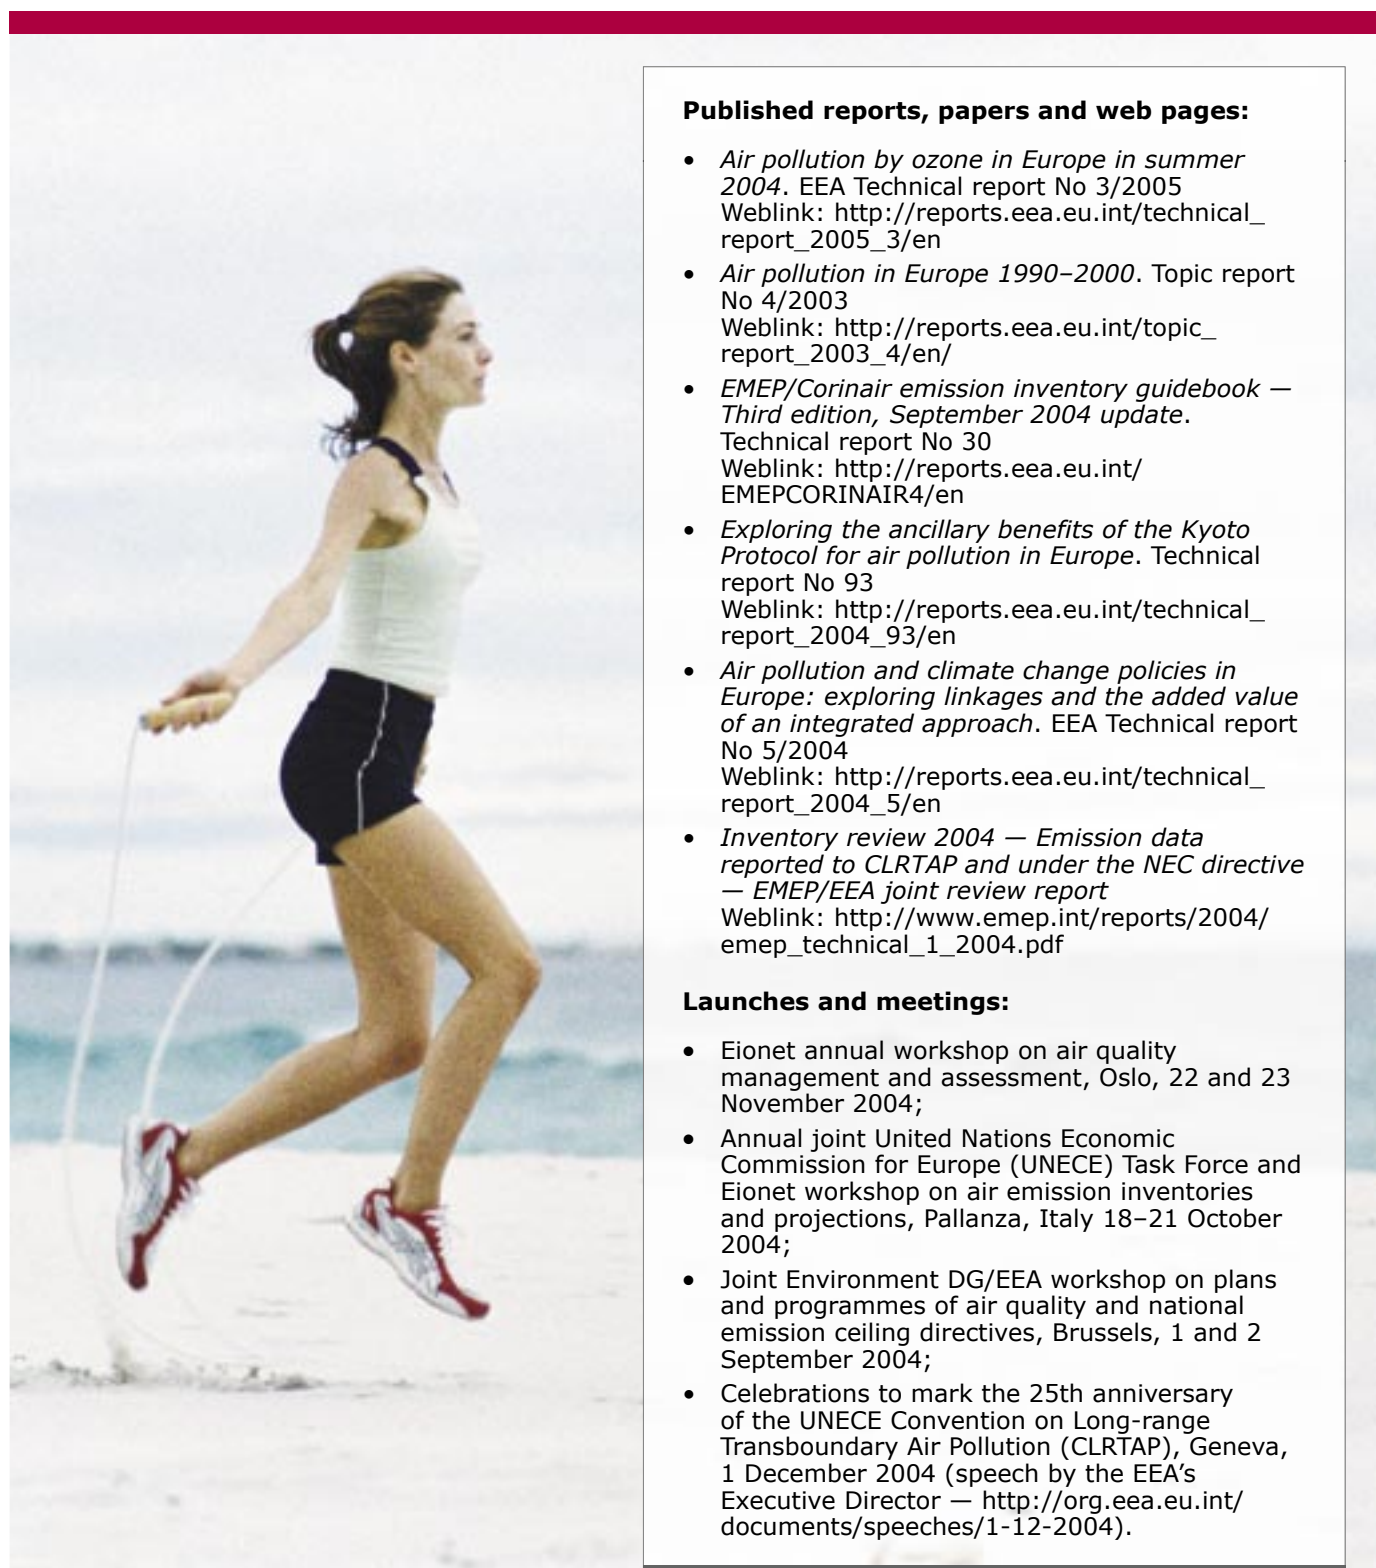 Published reports, papers and web pages:
• Air pollution by ozone in Europe in summer
2004. EEA Technical report No 3/2005
Weblink: http://reports.eea.eu.int/technical_
report_2005_3/en
• Air pollution in Europe 1990–2000. Topic report
No 4/2003
Weblink: http://reports.eea.eu.int/topic_
report_2003_4/en/
• EMEP/Corinair emission inventory guidebook —
Third edition, September 2004 update.
Technical report No 30
Weblink: http://reports.eea.eu.int/
EMEPCORINAIR4/en
• Exploring the ancillary benefits of the Kyoto
Protocol for air pollution in Europe. Technical
report No 93
Weblink: http://reports.eea.eu.int/technical_
report_2004_93/en
• Air pollution and climate change policies in
Europe: exploring linkages and the added value
of an integrated approach. EEA Technical report
No 5/2004
Weblink: http://reports.eea.eu.int/technical_
report_2004_5/en
• Inventory review 2004 — Emission data
reported to CLRTAP and under the NEC directive
— EMEP/EEA joint review report
Weblink: http://www.emep.int/reports/2004/
emep_technical_1_2004.pdf
Launches and meetings:
• Eionet annual workshop on air quality
management and assessment, Oslo, 22 and 23
November 2004;
• Annual joint United Nations Economic
Commission for Europe (UNECE) Task Force and
Eionet workshop on air emission inventories
and projections, Pallanza, Italy 18–21 October
2004;
• Joint Environment DG/EEA workshop on plans
and programmes of air quality and national
emission ceiling directives, Brussels, 1 and 2
September 2004;
• Celebrations to mark the 25th anniversary
of the UNECE Convention on Long-range
Transboundary Air Pollution (CLRTAP), Geneva,
1 December 2004 (speech by the EEA’s
Executive Director — http://org.eea.eu.int/
documents/speeches/1-12-2004).